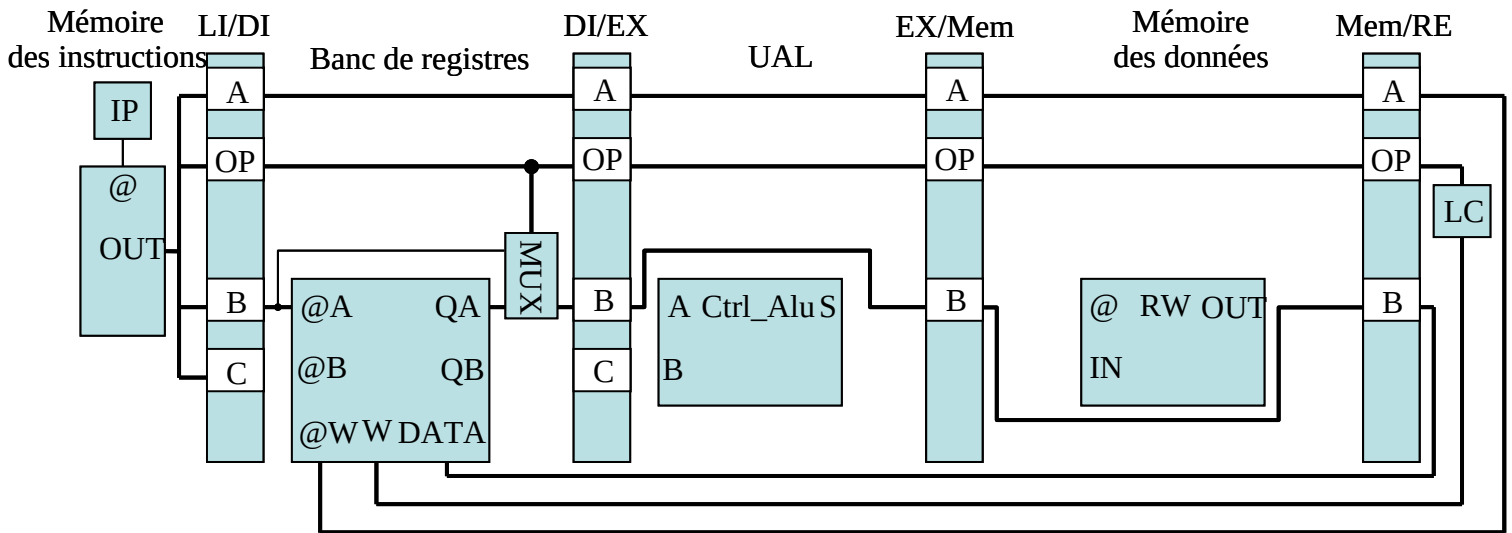 Mémoire
des instructions
LI/DI
Banc de registres
DI/EX
UAL
EX/Mem
Mémoire
des données
Mem/RE
IP
@
OUT
A
OP
B
C
@A
QA
@B
QB
@W W DATA
MUX
A
OP
B
C
A Ctrl_Alu S
B
A
OP
B
@ RW OUT
IN
A
OP
B
LC